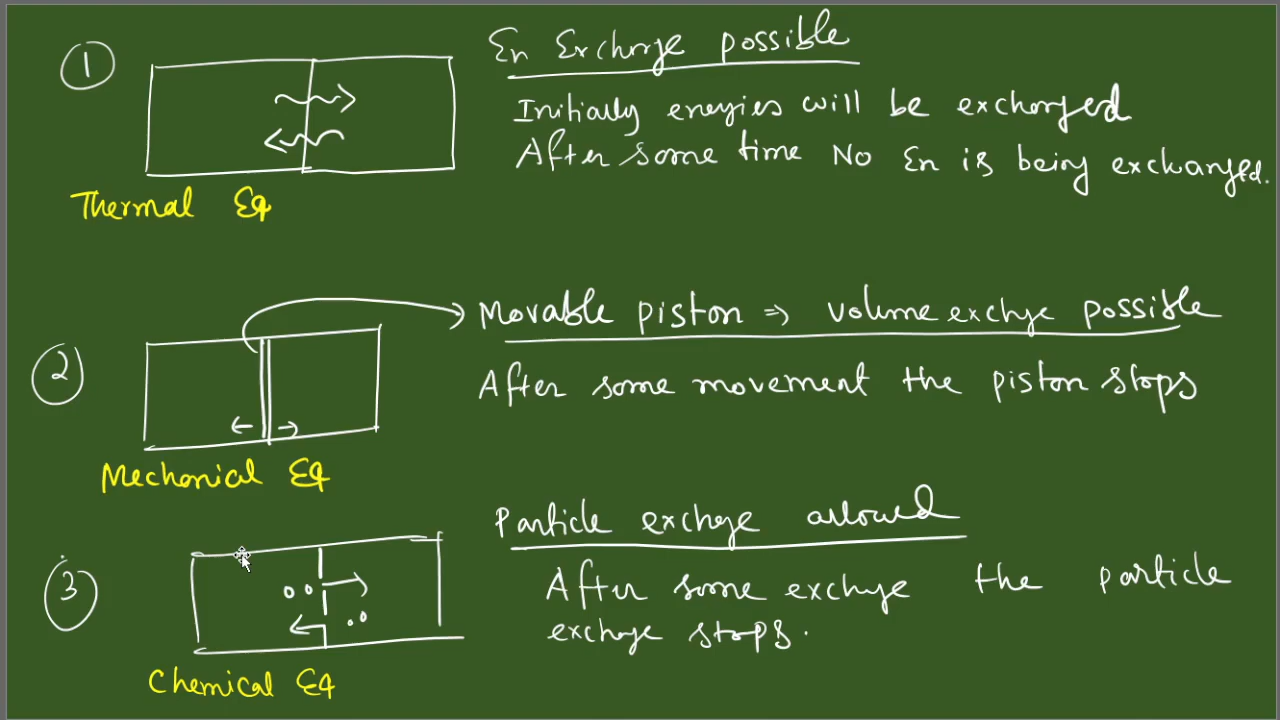 1
En Exchange possible
Initially energies will be exchanged
After some time No En is being exchanged.
Thermal Eq
2
Movable piston ⇒ volume exchge possible
After some movement the piston stops
Mechanical Eq
3
Particle exchge allowed
After some exchge the particle
exchge stops.
Chemical Eq